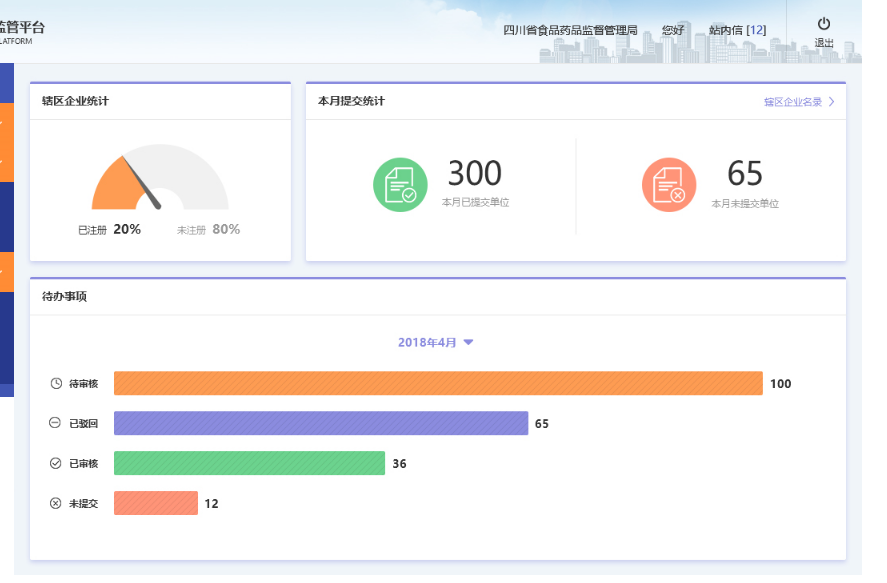 监管平台
LATFORM
四川省食品药品监督管理局 您好 站内信 [12]
退出
辖区企业统计
已注册 20% 未注册 80%
本月提交统计
辖区企业名录
300
本月已提交单位
65
本月未提交单位
待办事项
2018年4月
待审核 100
已驳回 65
已审核 36
未提交 12